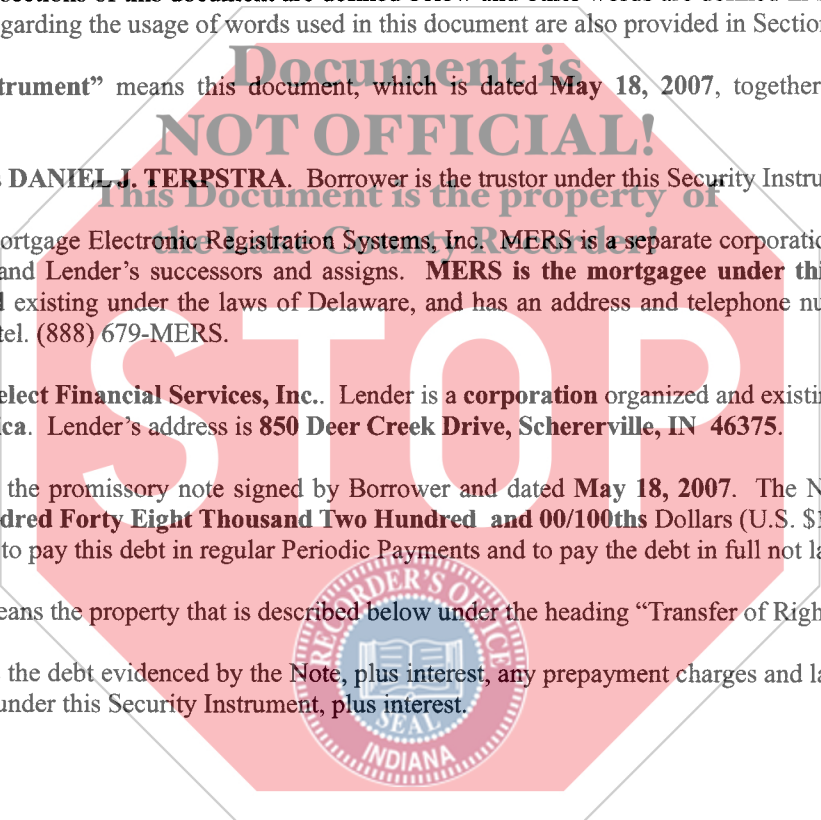 garding the usage of words used in this document are also provided in Section
Document is
trument” means this document, which is dated May 18, 2007, together
NOT OFFICIAL!
DANIEL J. TERPSTRA. Borrower is the trustor under this Security Instru
This Document is the property of
ortgage Electronic Registration Systems, Inc. MERS is a separate corporatio
the Lake County Recorder!
and Lender’s successors and assigns. MERS is the mortgagee under thi
existing under the laws of Delaware, and has an address and telephone nu
tel. (888) 679-MERS.
STOP
elect Financial Services, Inc.. Lender is a corporation organized and existin
ica. Lender’s address is 850 Deer Creek Drive, Schererville, IN 46375.
the promissory note signed by Borrower and dated May 18, 2007. The N
dred Forty Eight Thousand Two Hundred and 00/100ths Dollars (U.S. $1
to pay this debt in regular Periodic Payments and to pay the debt in full not la
eans the property that is described below under the heading “Transfer of Righ
the debt evidenced by the Note, plus interest, any prepayment charges and la
under this Security Instrument, plus interest.
RECORDER'S OFFICE
SEAL
INDIANA